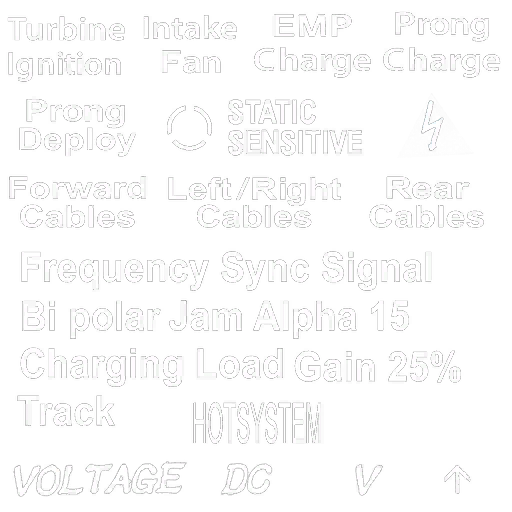 Turbine Ignition
Intake Fan
EMP Charge
Prong Charge
Prong Deploy
STATIC SENSITIVE
Forward Cables
Left/Right Cables
Rear Cables
Frequency Sync Signal
Bi polar Jam Alpha 15
Charging Load Gain 25%
Track
HOTSYSTEM
VOLTAGE DC V